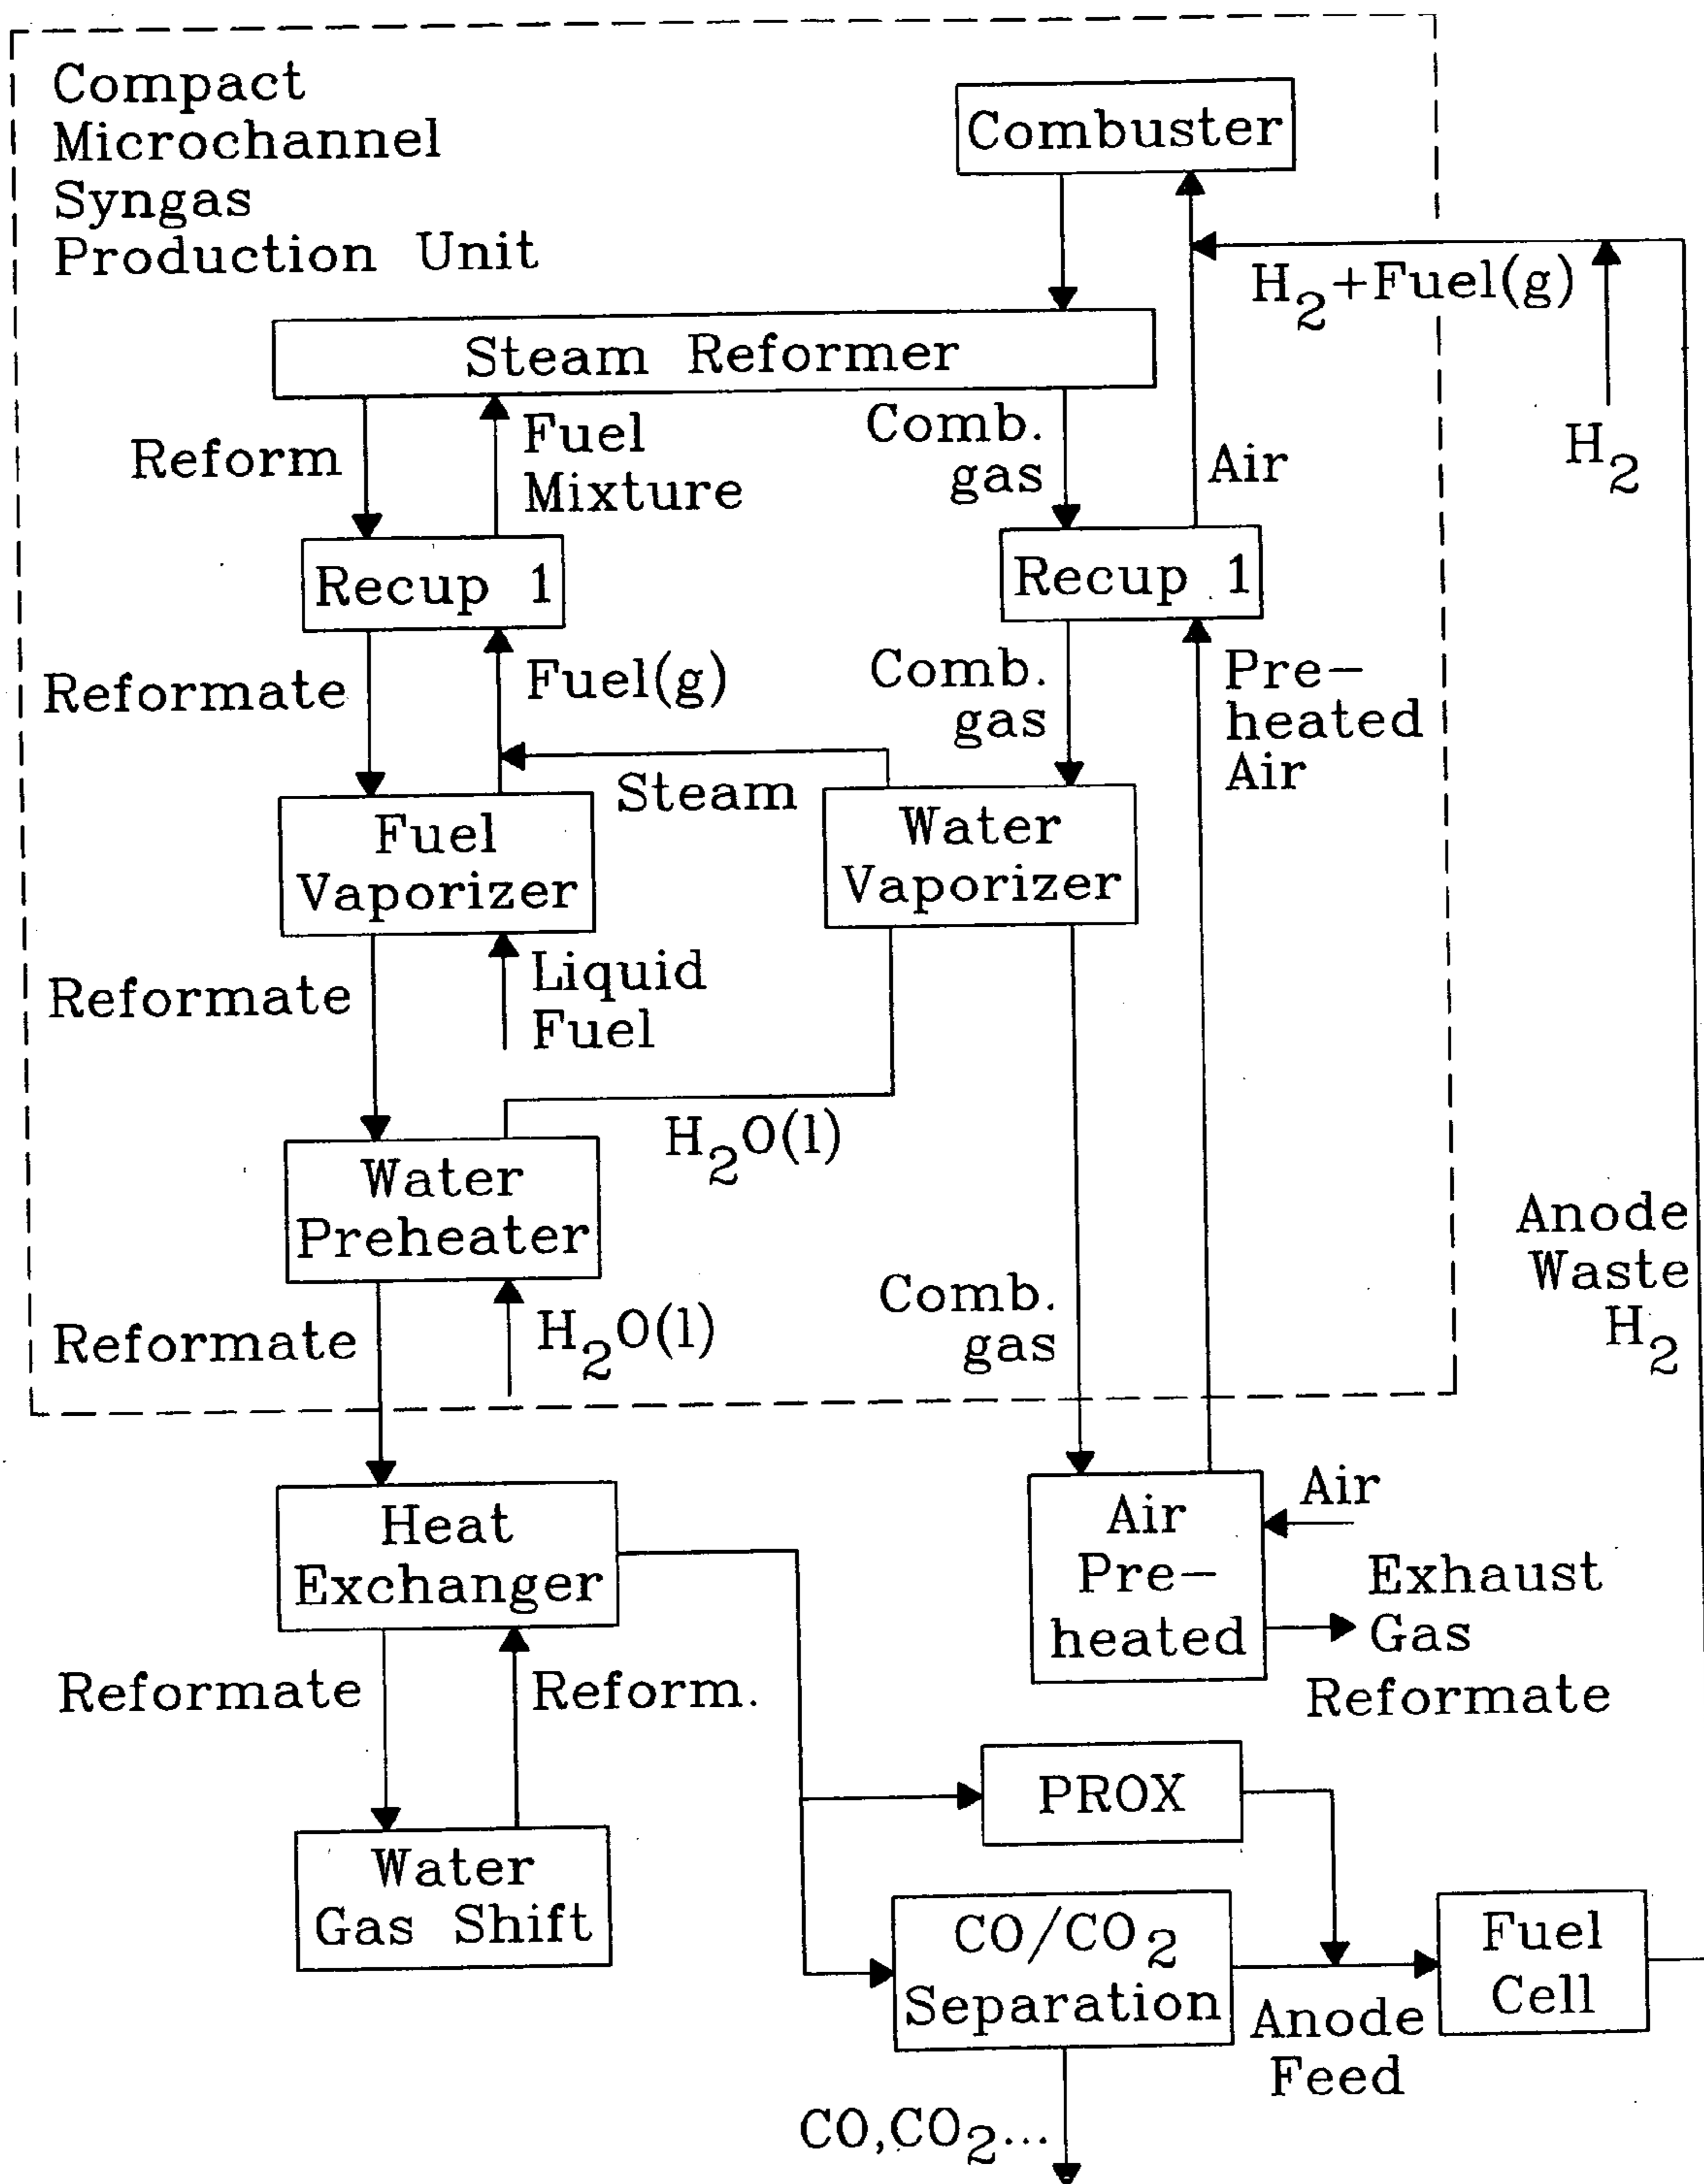 Compact
Microchannel
Syngas
Production Unit
Combuster
H2+Fuel(g)
H2
Steam Reformer
Reform
Fuel
Mixture
Comb.
gas
Air
Recup 1
Recup 1
Reformate
Fuel(g)
Comb.
gas
Pre-
heated
Air
Steam
Fuel
Vaporizer
Water
Vaporizer
Reformate
Liquid
Fuel
H2O(l)
Water
Preheater
Anode
Waste
H2
Reformate
H2O(l)
Comb.
gas
Heat
Exchanger
Air
Pre-
heated
Air
Exhaust
Gas
Reformate
Reformate
Reform.
PROX
Water
Gas Shift
CO/CO2
Separation
Anode
Feed
Fuel
Cell
CO,CO2...